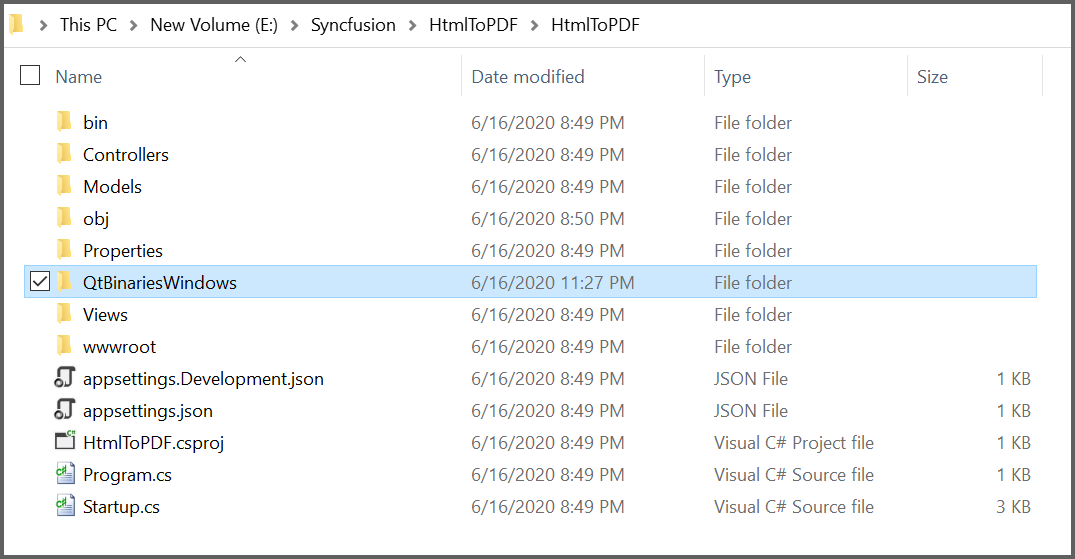 This PC > New Volume (E:) > Syncfusion > HtmlToPDF > HtmlToPDF
Name Date modified Type Size
bin 6/16/2020 8:49 PM File folder
Controllers 6/16/2020 8:49 PM File folder
Models 6/16/2020 8:49 PM File folder
obj 6/16/2020 8:50 PM File folder
Properties 6/16/2020 8:49 PM File folder
QtBinariesWindows 6/16/2020 11:27 PM File folder
Views 6/16/2020 8:49 PM File folder
wwwroot 6/16/2020 8:49 PM File folder
appsettings.Development.json 6/16/2020 8:49 PM JSON File 1 KB
appsettings.json 6/16/2020 8:49 PM JSON File 1 KB
HtmlToPDF.csproj 6/16/2020 8:49 PM Visual C# Project file 1 KB
Program.cs 6/16/2020 8:49 PM Visual C# Source file 1 KB
Startup.cs 6/16/2020 8:49 PM Visual C# Source file 3 KB